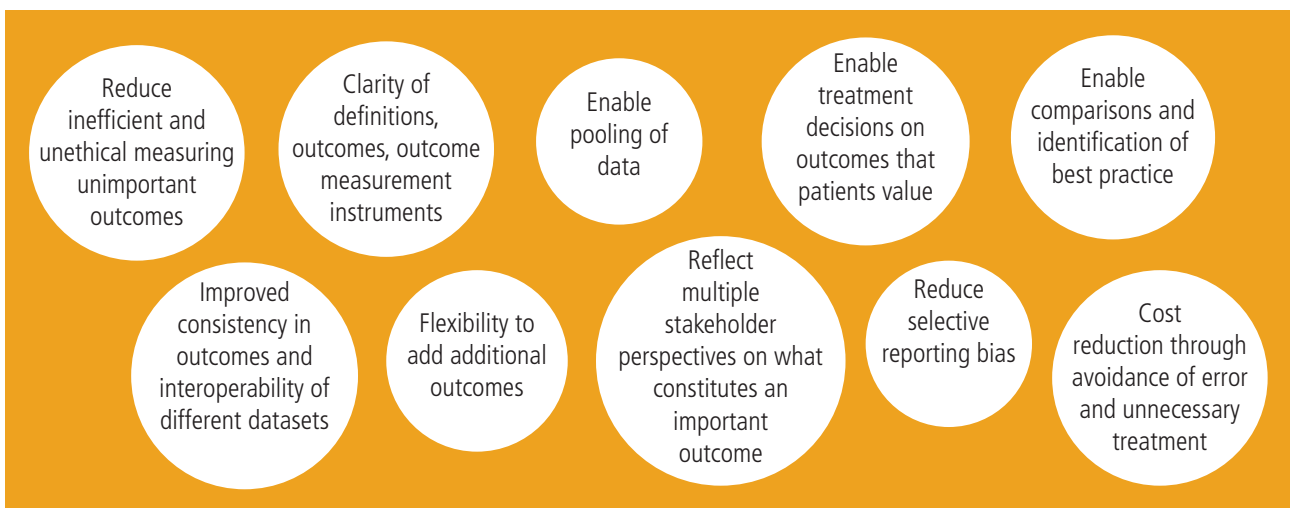 Reduce
inefficient and
unethical measuring
unimportant
outcomes
Clarity of
definitions,
outcomes, outcome
measurement
instruments
Enable
pooling of
data
Enable
treatment
decisions on
outcomes that
patients value
Enable
comparisons and
identification of
best practice
Improved
consistency in
outcomes and
interoperability of
different datasets
Flexibility to
add additional
outcomes
Reflect
multiple
stakeholder
perspectives on what
constitutes an
important
outcome
Reduce
selective
reporting bias
Cost
reduction through
avoidance of error
and unnecessary
treatment